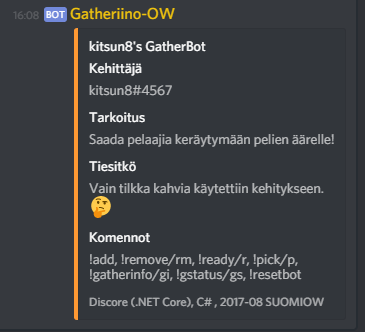 16:08 BOT Gatheriino-OW
kitsun8's GatherBot
Kehittäjä
kitsun8#4567
Tarkoitus
Saada pelaajia keräytymään pelien äärelle!
Tiesitkö
Vain tilkka kahvia käytettiin kehitykseen.
Komennot
!add, !remove/rm, !ready/r, !pick/p,
!gatherinfo/gi, !gstatus/gs, !resetbot
Discore (.NET Core), C# , 2017-08 SUOMIOW